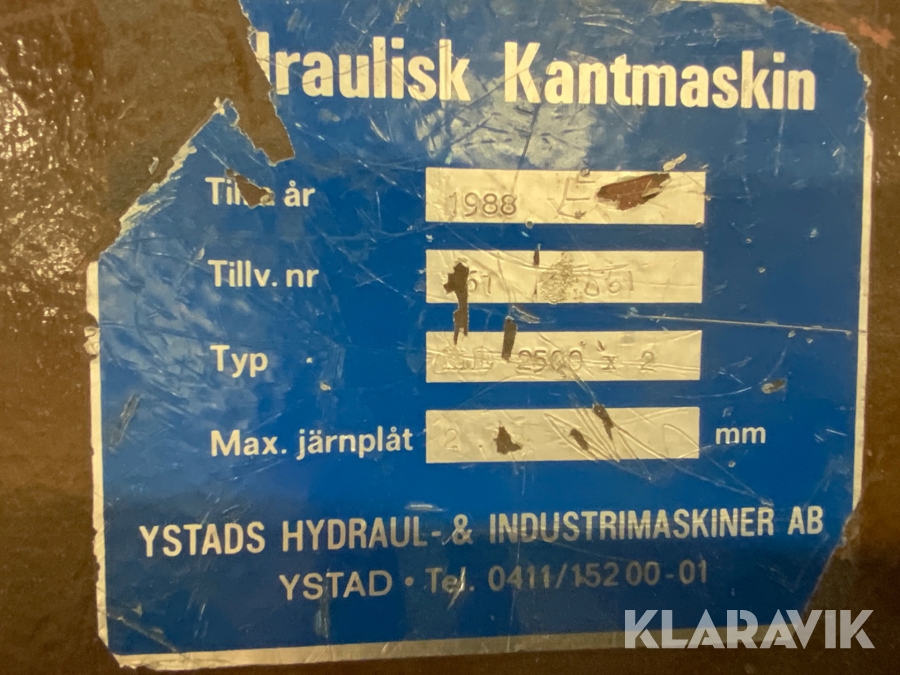 draulisk Kantmaskin
Tillv. år 1988
Tillv. nr
Typ 2500 x 2
Max. järnplåt mm
YSTADS HYDRAUL- & INDUSTRIMASKINER AB
YSTAD • Tel. 0411/152 00-01
KLARAVIK